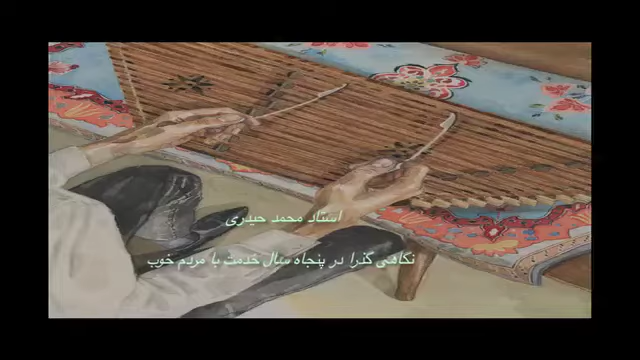 استاد محمد حیدری
نگاهی گذرا در پنجاه سال خدمت با مردم خوب